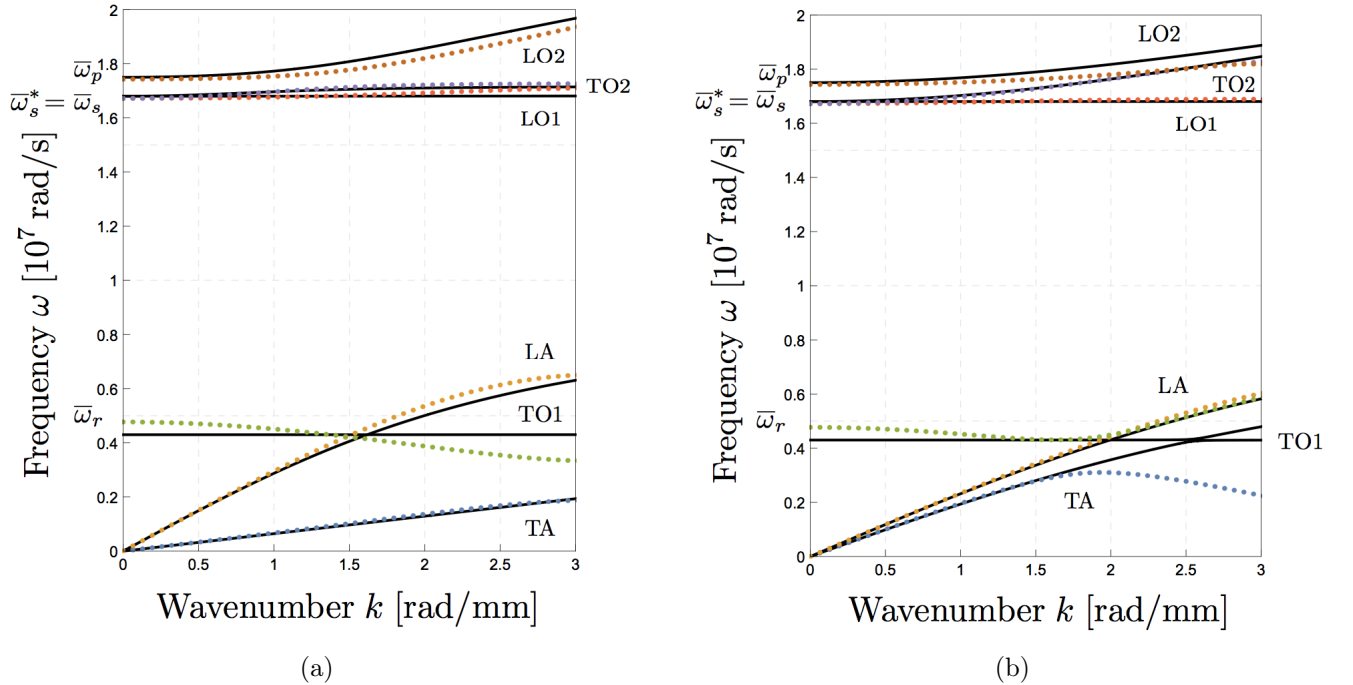 2
1.8
1.6
1.4
1.2
1
0.8
0.6
0.4
0.2
0
ω̅p
ω̅s* = ω̅s
ω̅r
LO2
TO2
LO1
LA
TO1
TA
0 0.5 1 1.5 2 2.5 3
Frequency ω [10⁷ rad/s]
Wavenumber k [rad/mm]
(a)
2
1.8
1.6
1.4
1.2
1
0.8
0.6
0.4
0.2
0
ω̅p
ω̅s* = ω̅s
ω̅r
LO2
TO2
LO1
LA
TO1
TA
0 0.5 1 1.5 2 2.5 3
Frequency ω [10⁷ rad/s]
Wavenumber k [rad/mm]
(b)